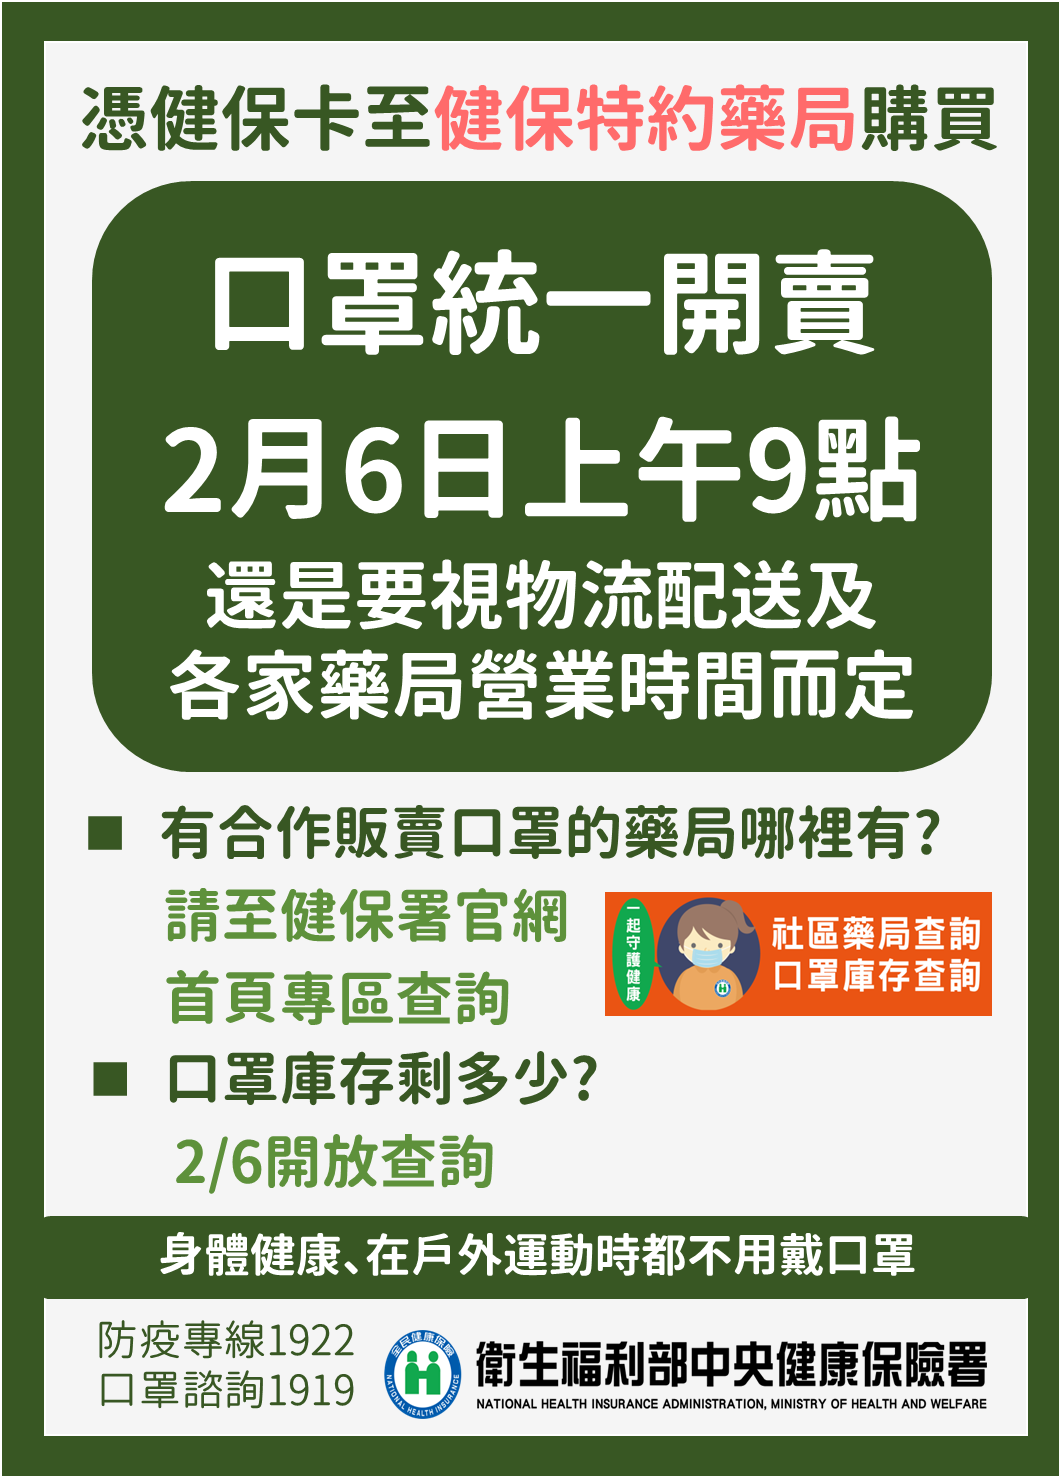 憑健保卡至健保特約藥局購買
口罩統一開賣
2月6日上午9點
還是要視物流配送及
各家藥局營業時間而定
■ 有合作販賣口罩的藥局哪裡有?
請至健保署官網
首頁專區查詢
一起守護健康
社區藥局查詢
口罩庫存查詢
■ 口罩庫存剩多少?
2/6開放查詢
身體健康、在戶外運動時都不用戴口罩
防疫專線1922
口罩諮詢1919
全民健康保險
NATIONAL HEALTH INSURANCE
衛生福利部中央健康保險署
NATIONAL HEALTH INSURANCE ADMINISTRATION, MINISTRY OF HEALTH AND WELFARE